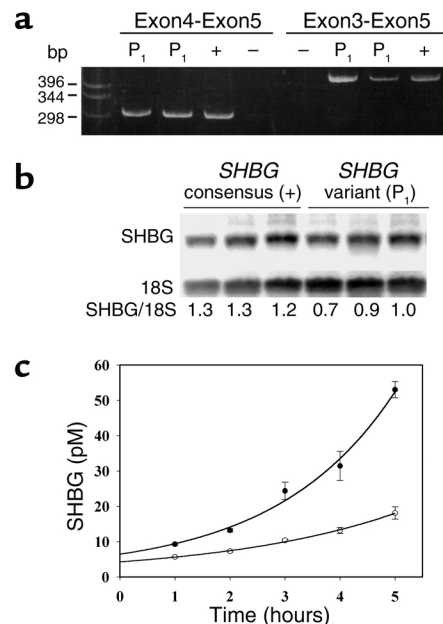 a
Exon4-Exon5 Exon3-Exon5
bp P1 P1 + – – P1 P1 +
396
344
298
b
SHBG SHBG
consensus (+) variant (P1)
SHBG
18S
SHBG/18S 1.3 1.3 1.2 0.7 0.9 1.0
c
60
50
40
30
20
10
0
SHBG (pM)
0 1 2 3 4 5
Time (hours)